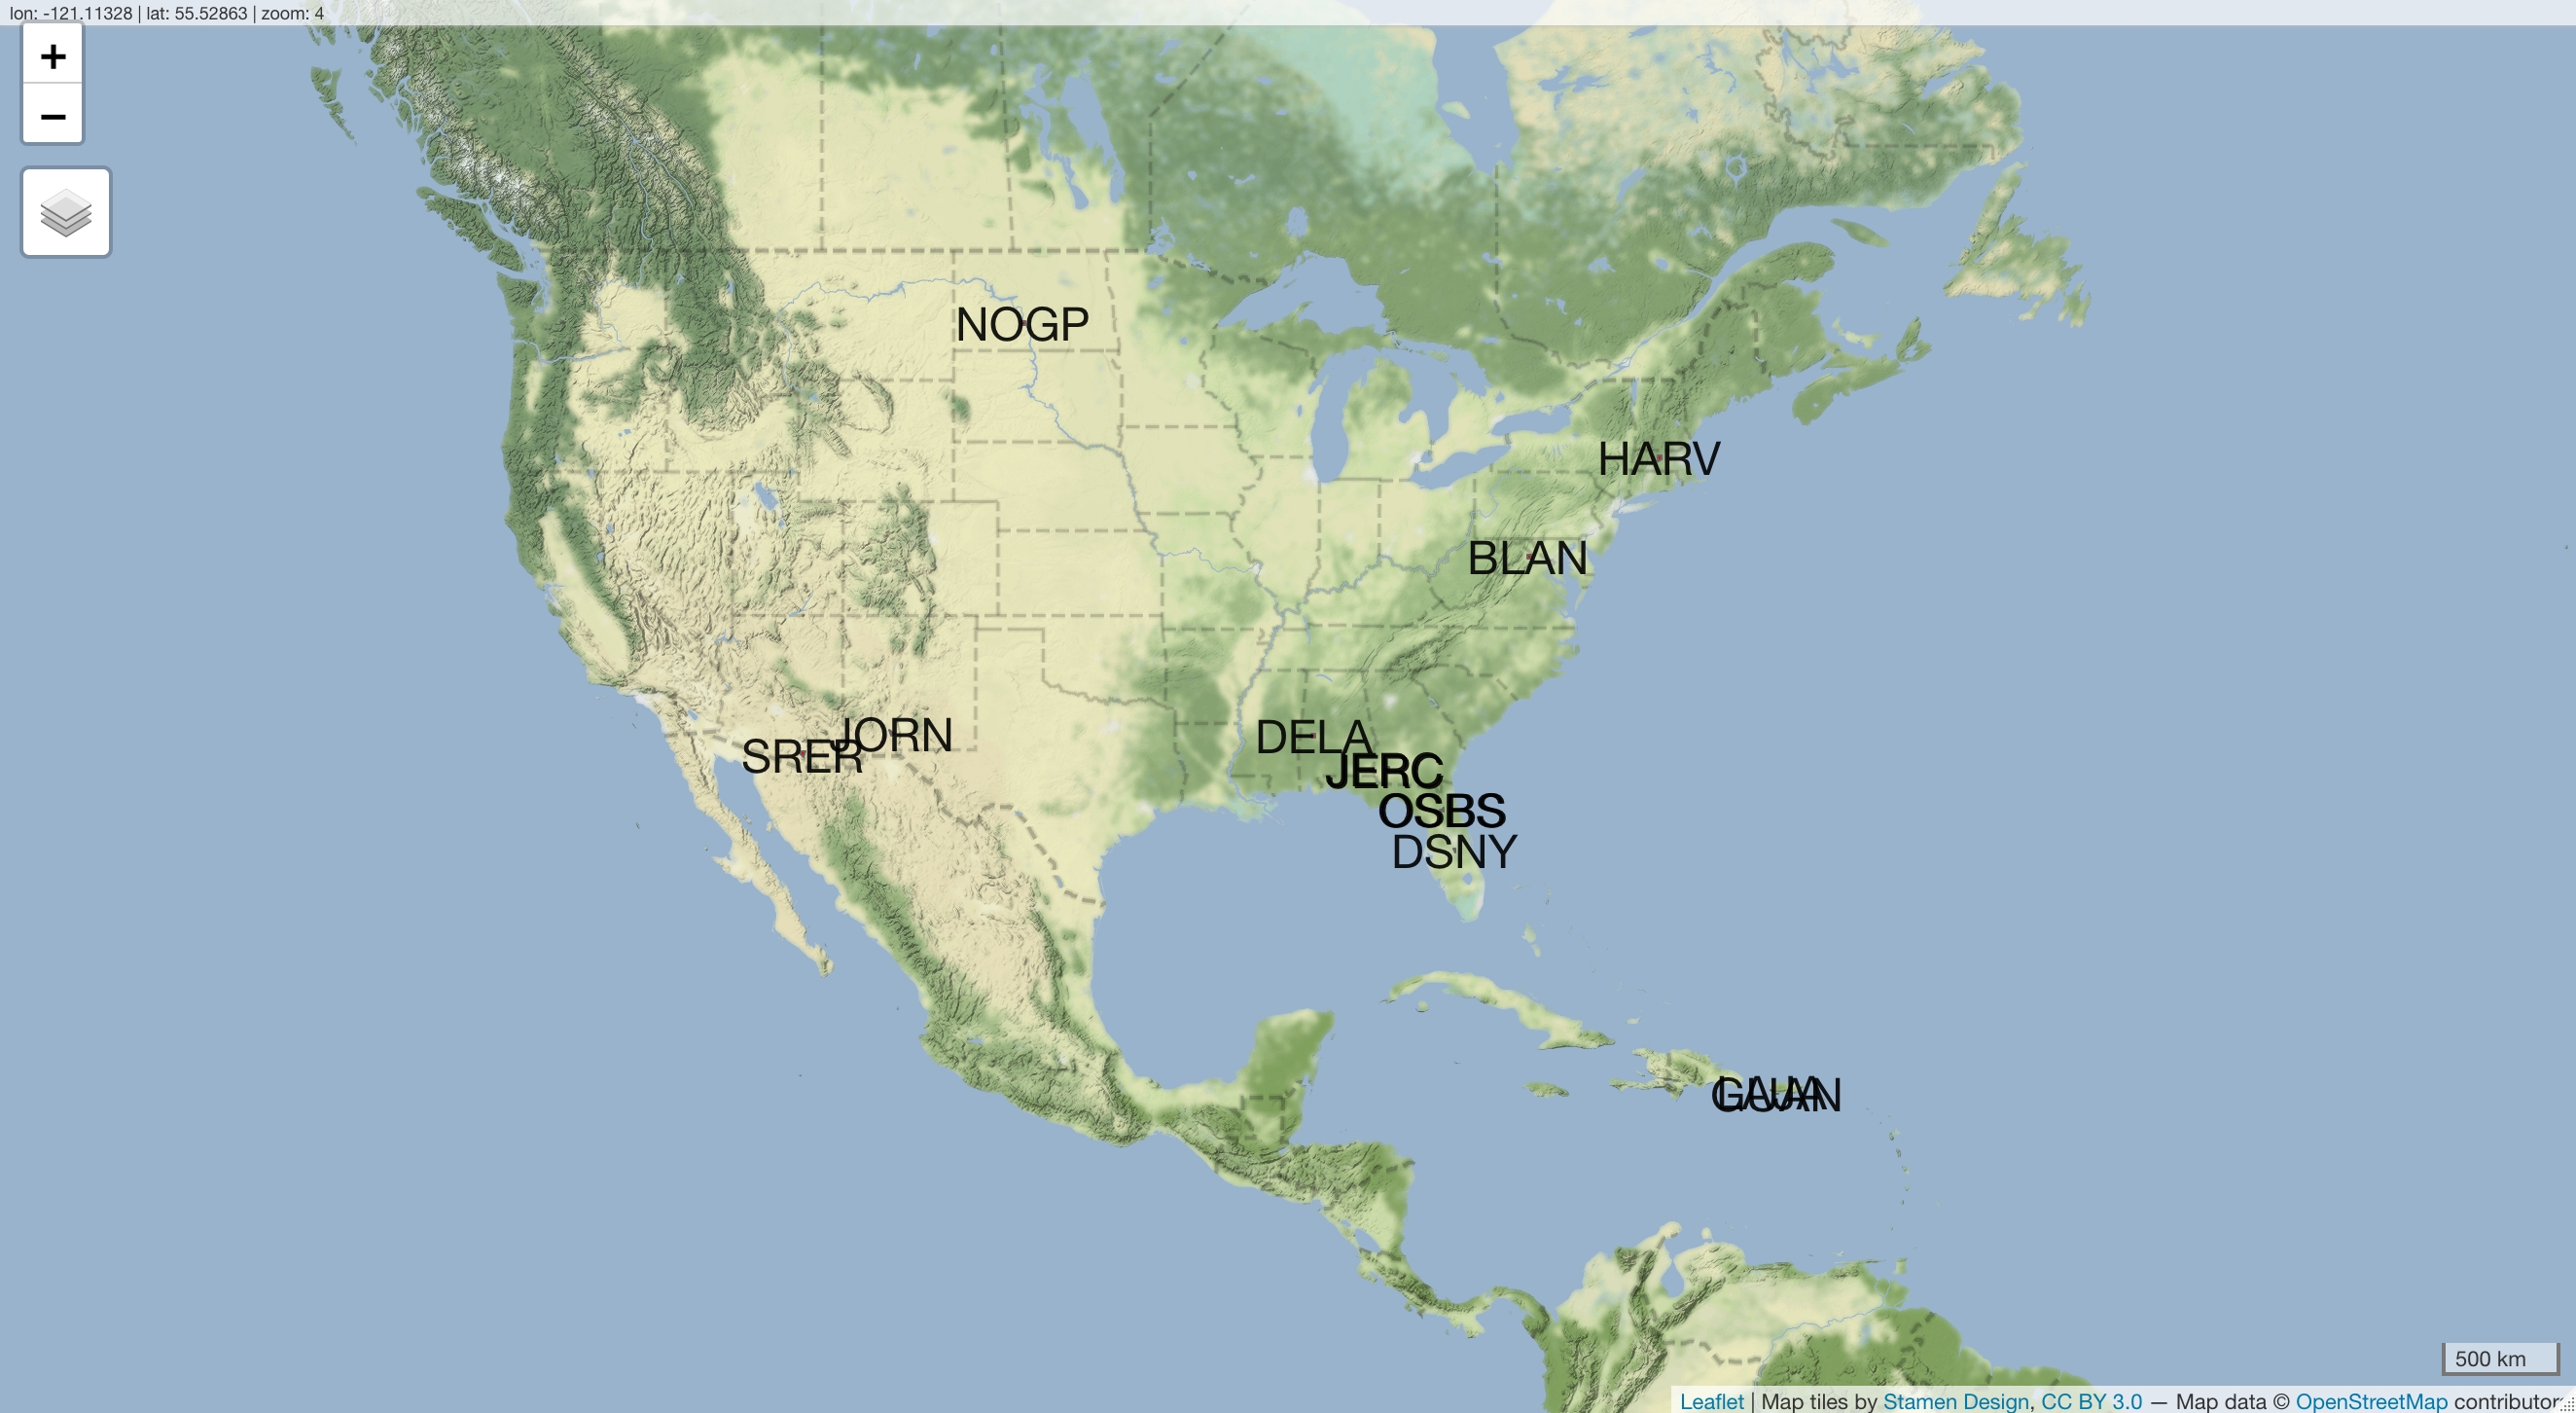 lon: -121.11328 | lat: 55.52863 | zoom: 4
+
−
NOGP
HARV
BLAN
JORN
SRER
DELA
JERC
OSBS
DSNY
LAJA
GUAN
500 km
Leaflet | Map tiles by Stamen Design, CC BY 3.0 — Map data © OpenStreetMap contributors